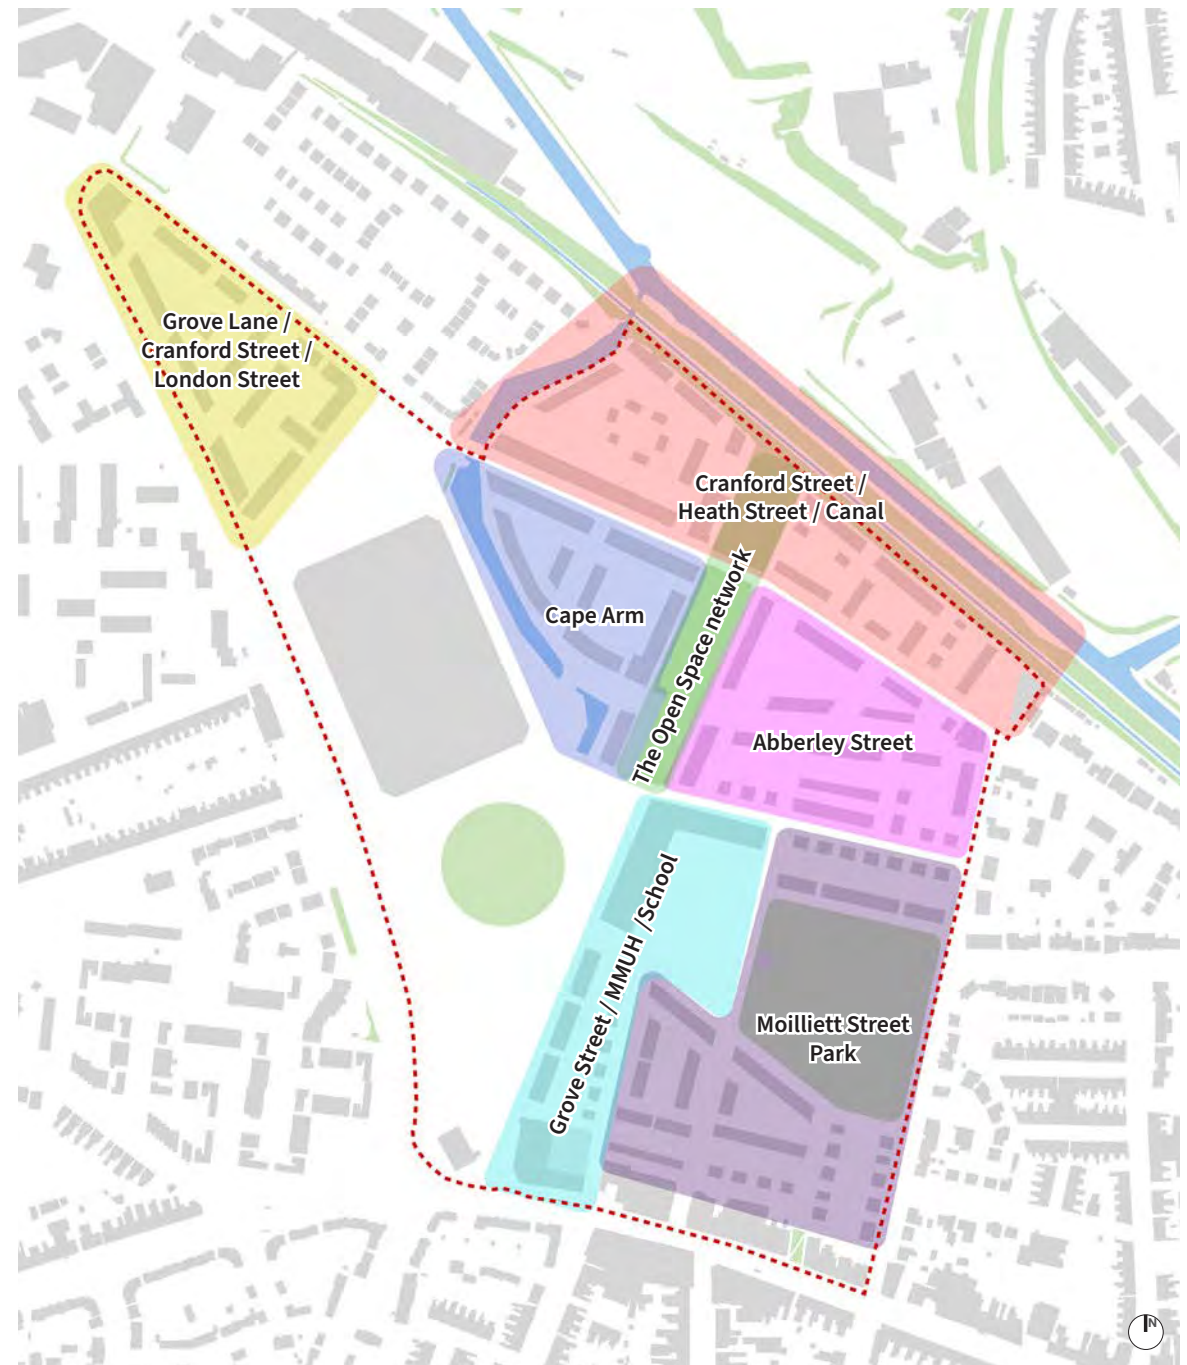 Grove Lane /
Cranford Street /
London Street
Cranford Street /
Heath Street / Canal
Cape Arm
The Open Space network
Abberley Street
Grove Street / MMUH /School
Moilliett Street
Park
N